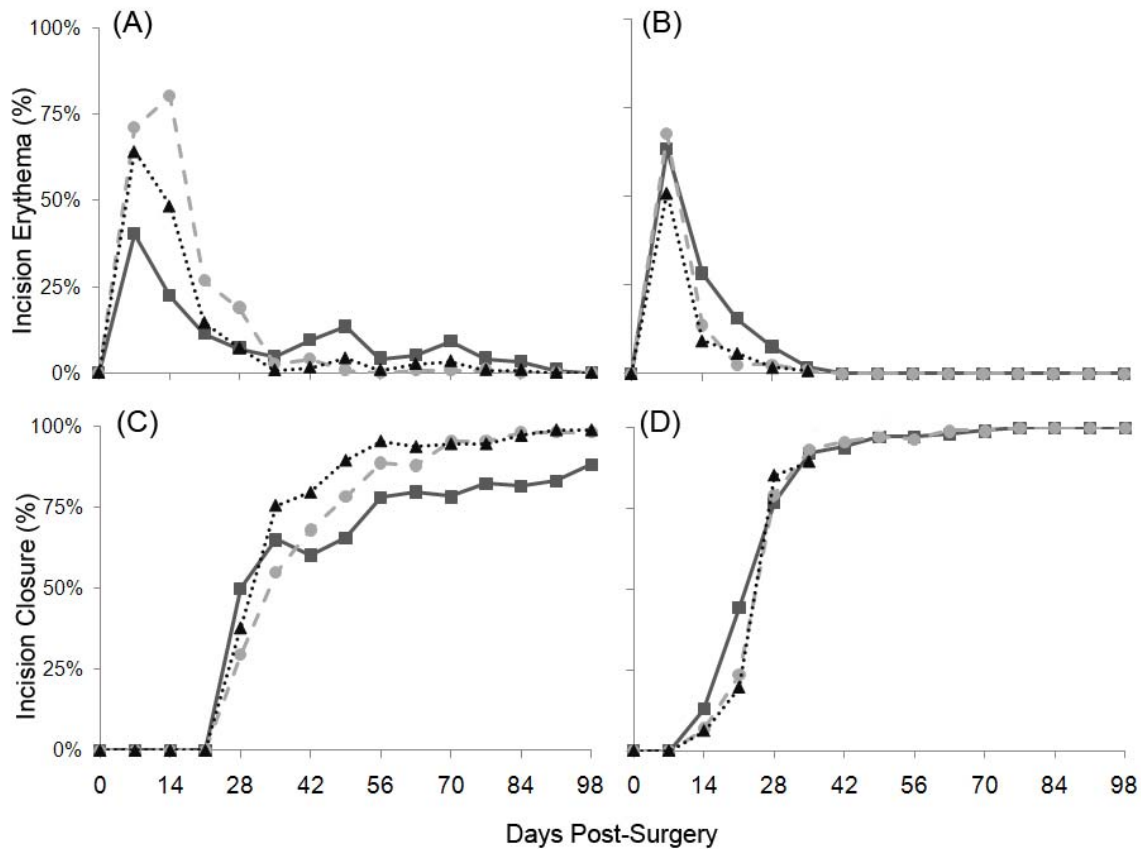 (A)
(B)
Incision Erythema (%)
100%
75%
50%
25%
0%
(C)
(D)
Incision Closure (%)
100%
75%
50%
25%
0%
0 14 28 42 56 70 84 98
0 14 28 42 56 70 84 98
Days Post-Surgery